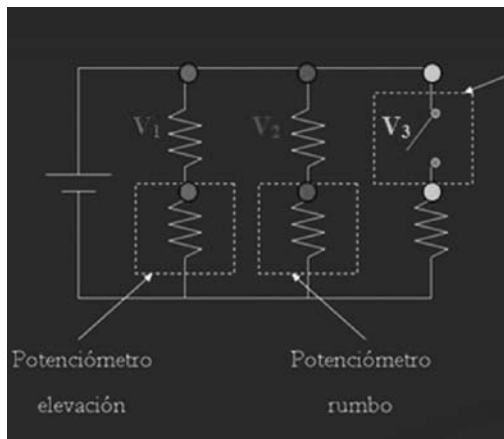 V1
V2
V3
Potenciómetro
elevación
Potenciómetro
rumbo